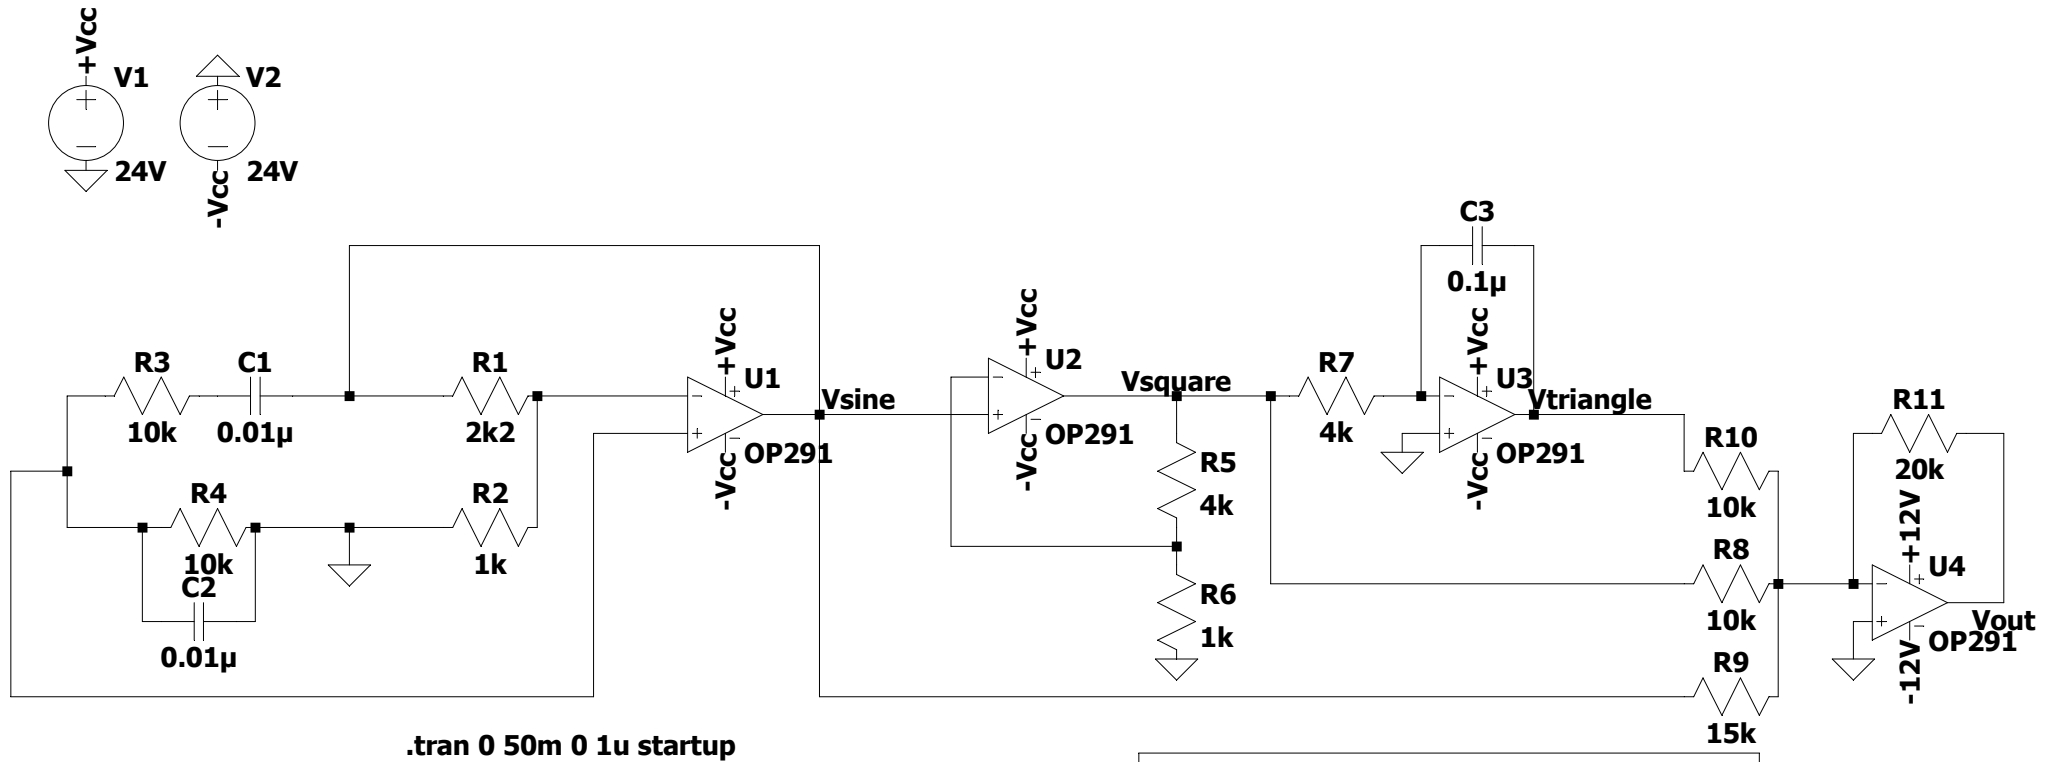 +Vcc
V1
24V
V2
24V
-Vcc
C3
0.1µ
R3
10k
C1
0.01µ
R1
2k2
+Vcc
U1
OP291
-Vcc
Vsine
+Vcc
U2
OP291
-Vcc
Vsquare
R7
4k
+Vcc
U3
OP291
-Vcc
Vtriangle
R4
10k
C2
0.01µ
R2
1k
R5
4k
R6
1k
R10
10k
R8
10k
R9
15k
R11
20k
+12V
U4
OP291
-12V
Vout
.tran 0 50m 0 1u startup